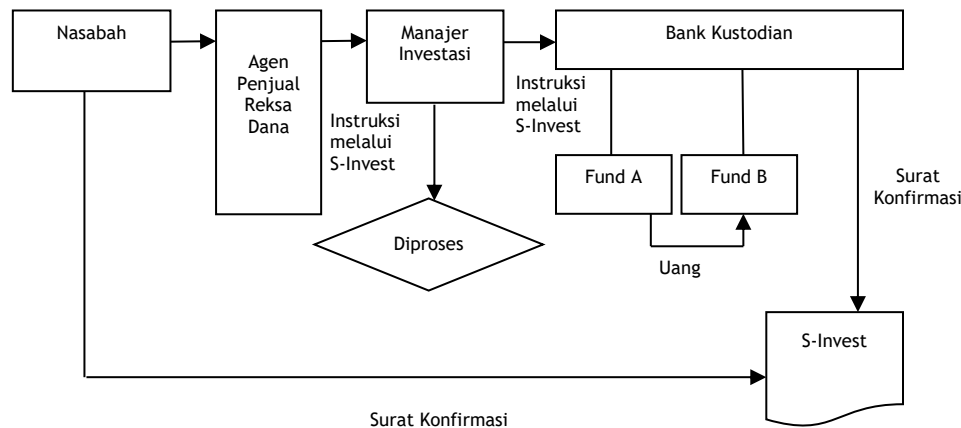 Nasabah
Agen
Penjual
Reksa
Dana
Manajer
Investasi
Bank Kustodian
Instruksi
melalui
S-Invest
Instruksi
melalui
S-Invest
Fund A
Fund B
Surat
Konfirmasi
Diproses
Uang
S-Invest
Surat Konfirmasi